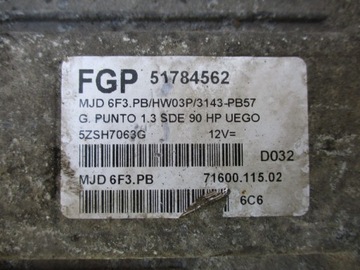 FGP 51784562
MJD 6F3.PB/HW03P/3143-PB57
G. PUNTO 1.3 SDE 90 HP UEGO
5ZSH7063G 12V=
D032
MJD 6F3.PB 71600.115.02
6C6